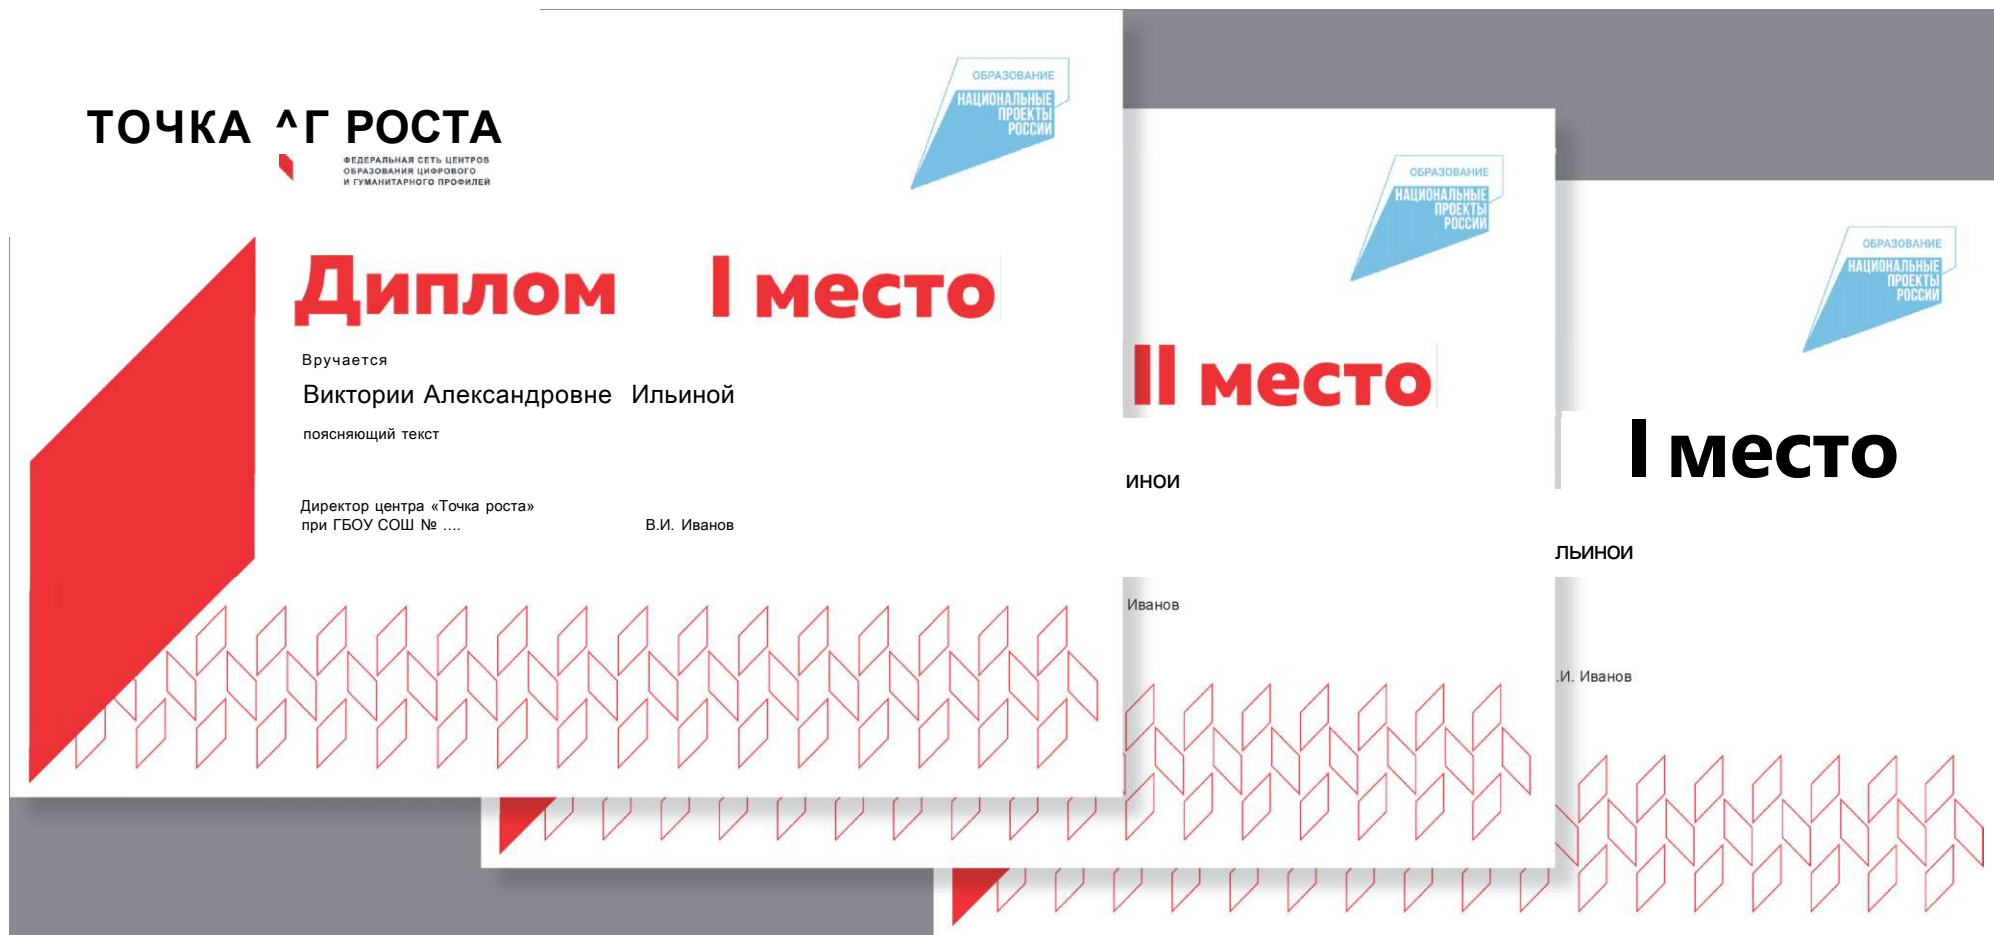 ТОЧКА ^Г РОСТА
ФЕДЕРАЛЬНАЯ СЕТЬ ЦЕНТРОВ
ОБРАЗОВАНИЯ ЦИФРОВОГО
И ГУМАНИТАРНОГО ПРОФИЛЕЙ
ОБРАЗОВАНИЕ
НАЦИОНАЛЬНЫЕ
ПРОЕКТЫ
РОССИИ
Диплом I место
Вручается
Виктории Александровне Ильиной
поясняющий текст
Директор центра «Точка роста»
при ГБОУ СОШ № ....
В.И. Иванов
ОБРАЗОВАНИЕ
НАЦИОНАЛЬНЫЕ
ПРОЕКТЫ
РОССИИ
II место
инои
Иванов
ОБРАЗОВАНИЕ
НАЦИОНАЛЬНЫЕ
ПРОЕКТЫ
РОССИИ
I место
льинои
.И. Иванов